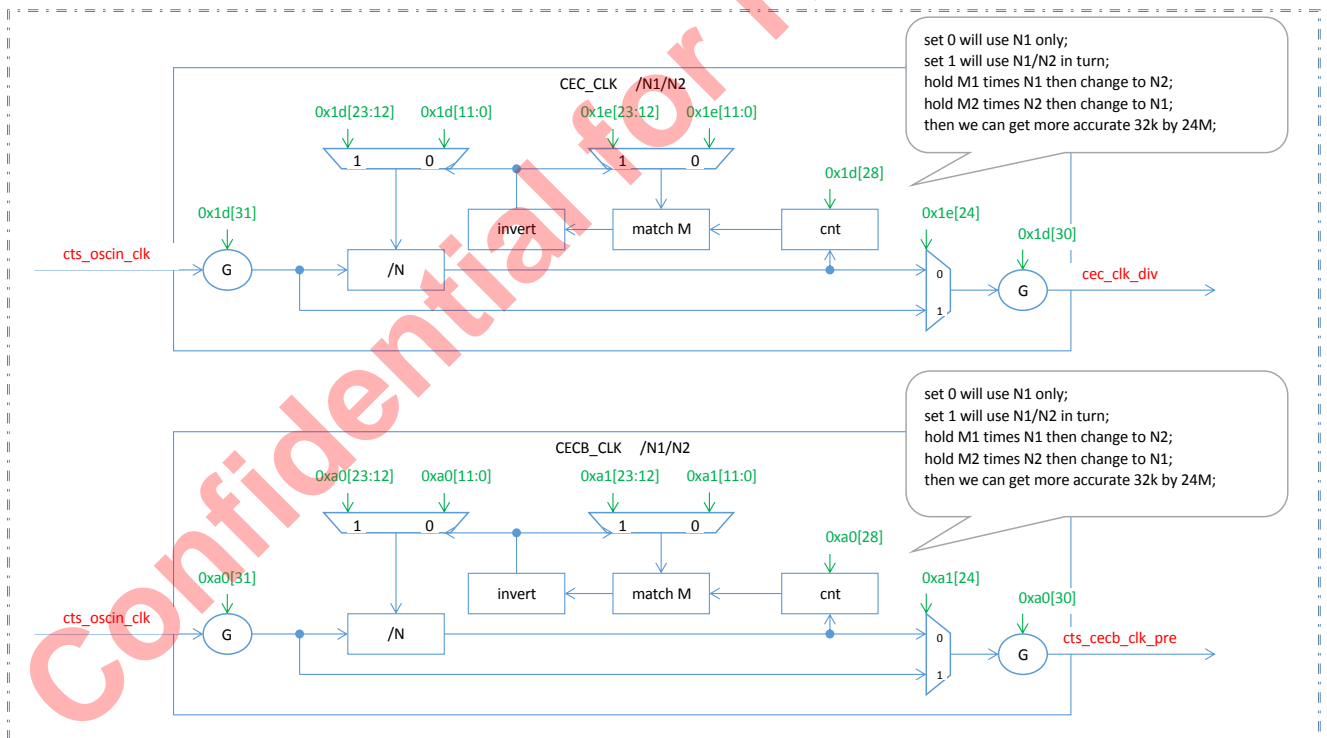 set 0 will use N1 only;
set 1 will use N1/N2 in turn;
hold M1 times N1 then change to N2;
hold M2 times N2 then change to N1;
then we can get more accurate 32k by 24M;
CEC_CLK /N1/N2
0x1d[23:12] 0x1d[11:0] 0x1e[23:12] 0x1e[11:0]
1 0 1 0
0x1d[28]
0x1d[31] invert match M cnt 0x1e[24]
0x1d[30]
cts_oscin_clk G /N 0 G cec_clk_div
1
set 0 will use N1 only;
set 1 will use N1/N2 in turn;
hold M1 times N1 then change to N2;
hold M2 times N2 then change to N1;
then we can get more accurate 32k by 24M;
CECB_CLK /N1/N2
0xa0[23:12] 0xa0[11:0] 0xa1[23:12] 0xa1[11:0]
1 0 1 0
0xa0[28]
0xa0[31] invert match M cnt 0xa1[24]
0xa0[30]
cts_oscin_clk G /N 0 G cts_cecb_clk_pre
1
Confidential for